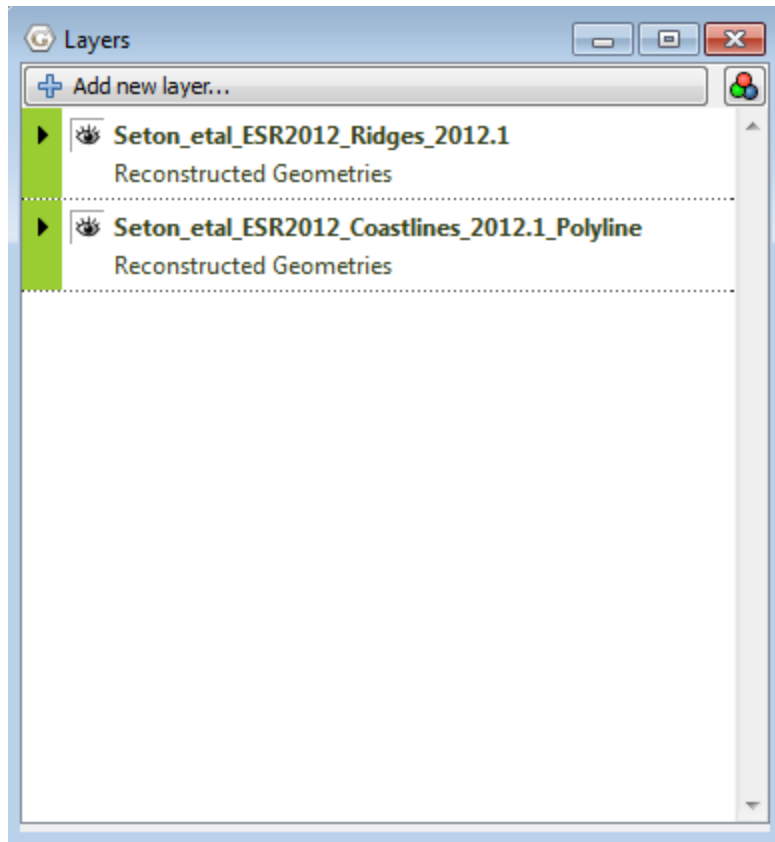 Layers
Add new layer...
Seton_etal_ESR2012_Ridges_2012.1
Reconstructed Geometries
Seton_etal_ESR2012_Coastlines_2012.1_Polyline
Reconstructed Geometries